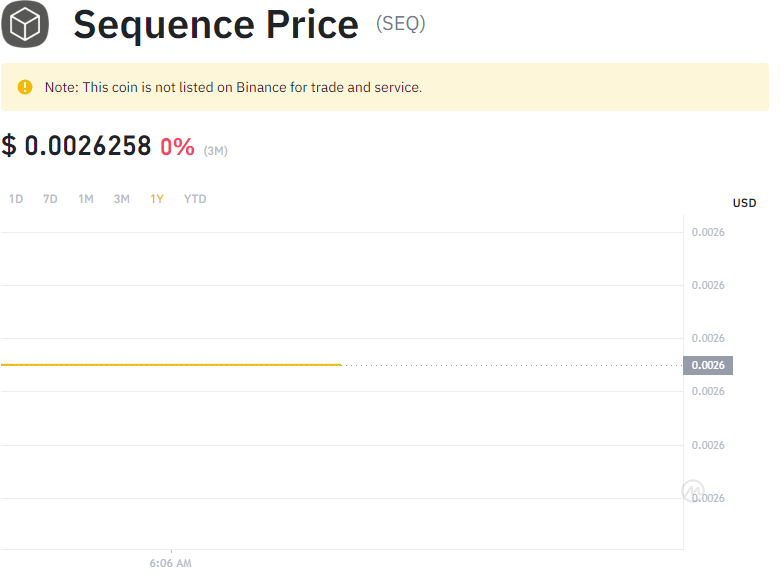 Sequence Price (SEQ)
Note: This coin is not listed on Binance for trade and service.
$ 0.0026258 0% (3M)
1D 7D 1M 3M 1Y YTD
USD
0.0026
0.0026
0.0026
0.0026
0.0026
0.0026
0.0026
6:06 AM